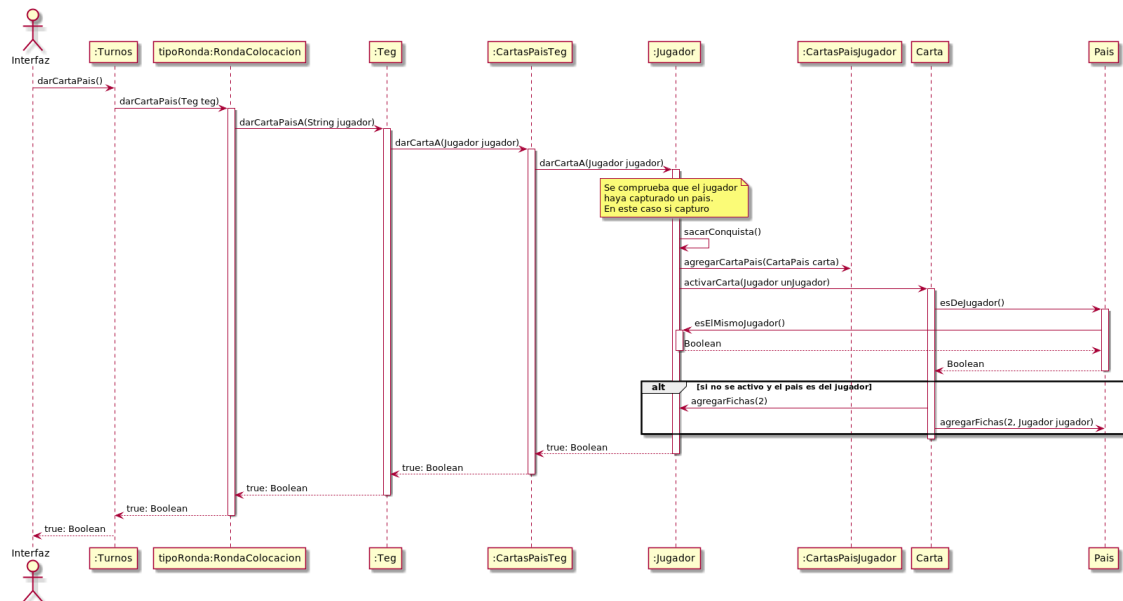 Interfaz
:Turnos
tipoRonda:RondaColocacion
:Teg
:CartasPaisTeg
:Jugador
:CartasPaisJugador
Carta
Pais
darCartaPais()
darCartaPais(Teg teg)
darCartaPaisA(String jugador)
darCartaA(Jugador jugador)
darCartaA(Jugador jugador)
Se comprueba que el jugador
haya capturado un pais.
En este caso si capturo
sacarConquista()
agregarCartaPais(CartaPais carta)
activarCarta(Jugador unJugador)
esDeJugador()
esElMismoJugador()
Boolean
Boolean
alt
[si no se activo y el pais es del jugador]
agregarFichas(2)
agregarFichas(2, Jugador jugador)
true: Boolean
true: Boolean
true: Boolean
true: Boolean
true: Boolean
Interfaz
:Turnos
tipoRonda:RondaColocacion
:Teg
:CartasPaisTeg
:Jugador
:CartasPaisJugador
Carta
Pais